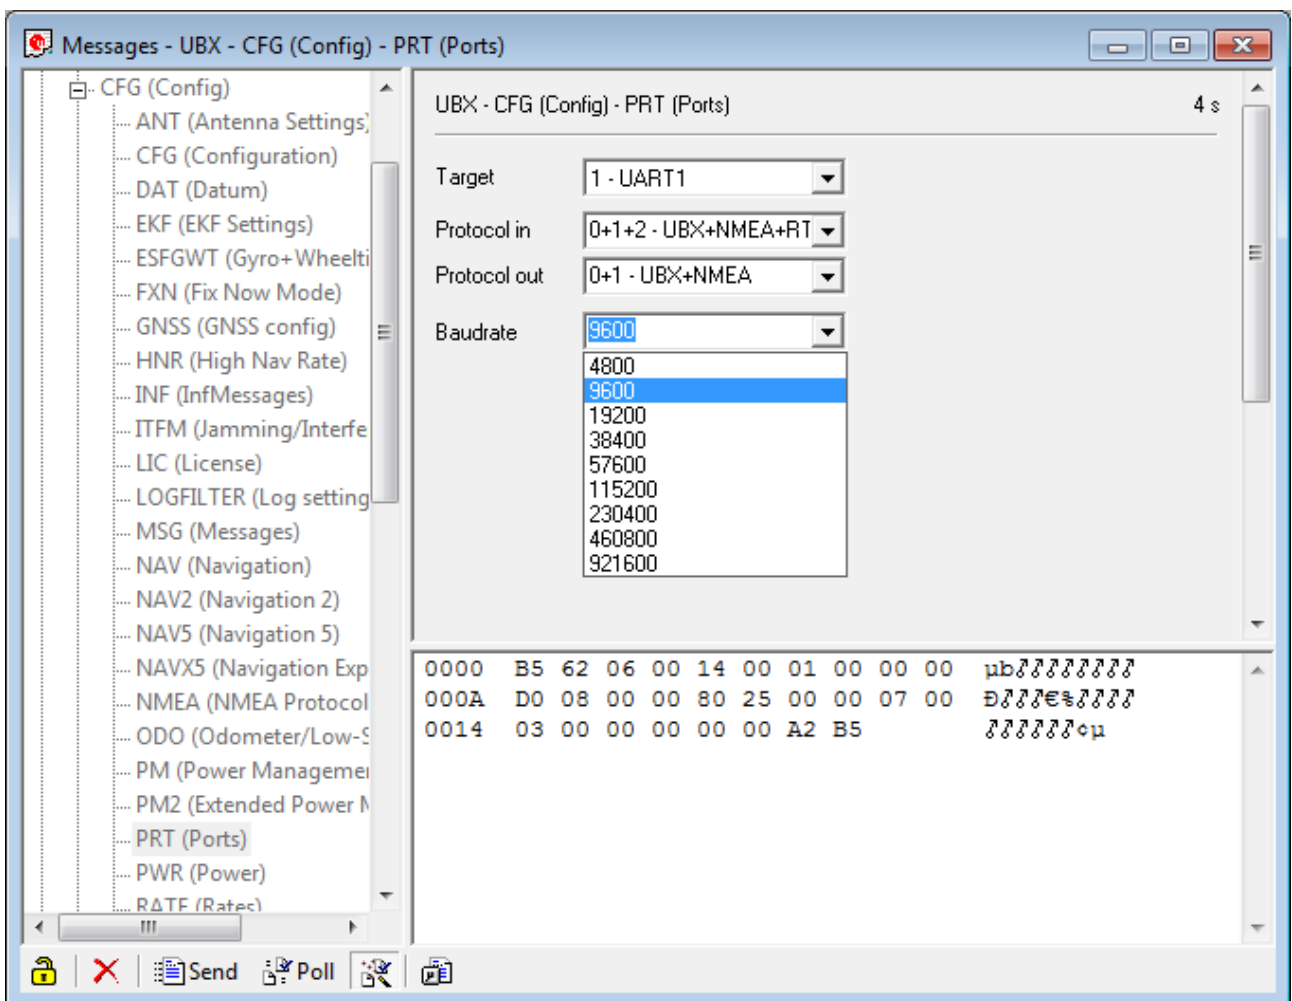 Messages - UBX - CFG (Config) - PRT (Ports)
CFG (Config)
ANT (Antenna Settings)
CFG (Configuration)
DAT (Datum)
EKF (EKF Settings)
ESFGWT (Gyro+Wheelti
FXN (Fix Now Mode)
GNSS (GNSS config)
HNR (High Nav Rate)
INF (InfMessages)
ITFM (Jamming/Interfe
LIC (License)
LOGFILTER (Log setting
MSG (Messages)
NAV (Navigation)
NAV2 (Navigation 2)
NAV5 (Navigation 5)
NAVX5 (Navigation Exp
NMEA (NMEA Protocol
ODO (Odometer/Low-S
PM (Power Managemen
PM2 (Extended Power M
PRT (Ports)
PWR (Power)
RATE (Rates)
UBX - CFG (Config) - PRT (Ports) 4 s
Target 1 - UART1
Protocol in 0+1+2 - UBX+NMEA+RT
Protocol out 0+1 - UBX+NMEA
Baudrate 9600
4800
9600
19200
38400
57600
115200
230400
460800
921600
0000 B5 62 06 00 14 00 01 00 00 00 µb
000A D0 08 00 00 80 25 00 00 07 00 Ð €%
0014 03 00 00 00 00 00 A2 B5 ¢µ
Send Poll